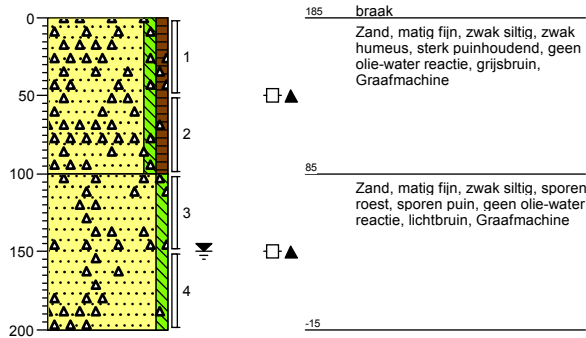 0
50
100
150
200
1
2
3
4
185
braak
Zand, matig fijn, zwak siltig, zwak
humeus, sterk puinhoudend, geen
olie-water reactie, grijsbruin,
Graafmachine
85
Zand, matig fijn, zwak siltig, sporen
roest, sporen puin, geen olie-water
reactie, lichtbruin, Graafmachine
-15